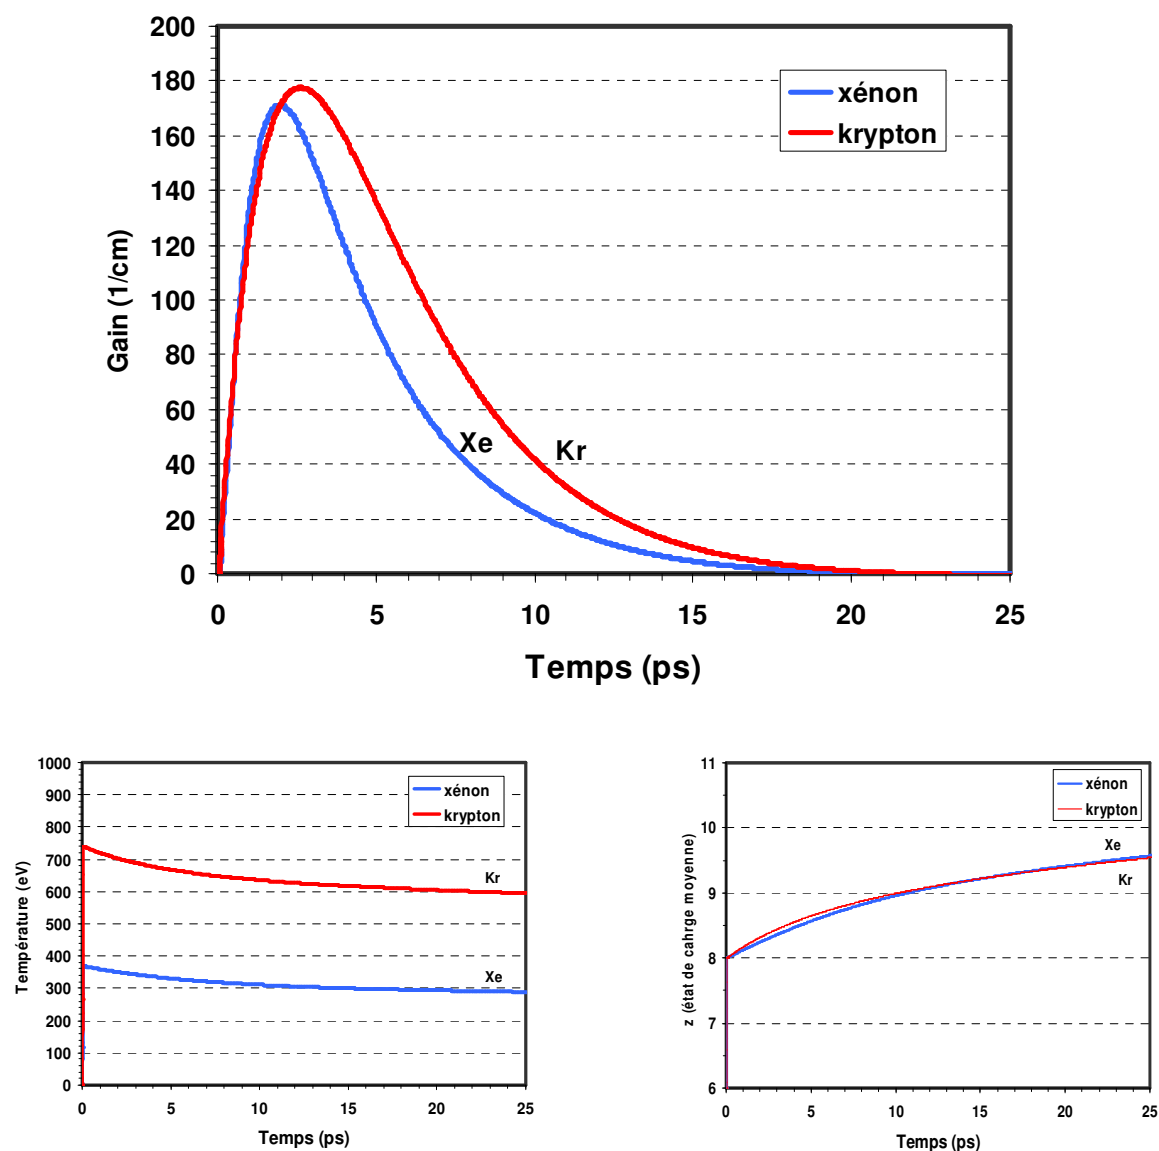 200
180
160
140
120
100
80
60
40
20
0
Gain (1/cm)
xénon
krypton
Xe
Kr
0 5 10 15 20 25
Temps (ps)
1000
900
800
700
600
500
400
300
200
100
0
Température (eV)
xénon
krypton
Kr
Xe
0 5 10 15 20 25
Temps (ps)
11
10
9
8
7
6
z (état de cahrge moyenne)
xénon
krypton
Xe
Kr
0 5 10 15 20 25
Temps (ps)